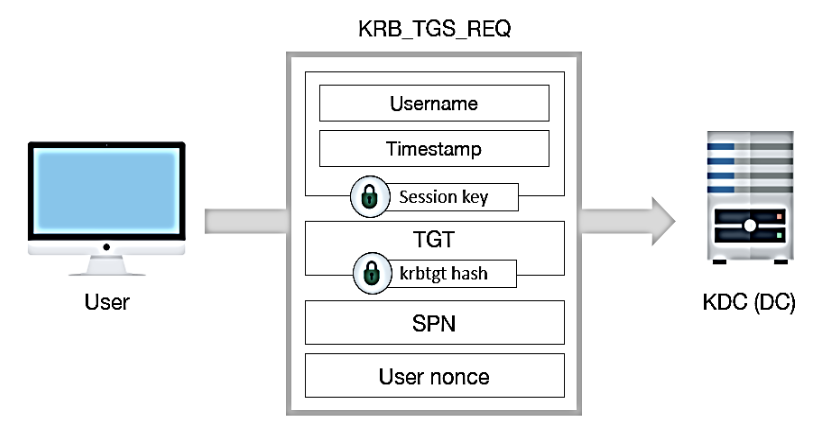 KRB_TGS_REQ
Username
Timestamp
Session key
TGT
krbtgt hash
SPN
User nonce
User
KDC (DC)